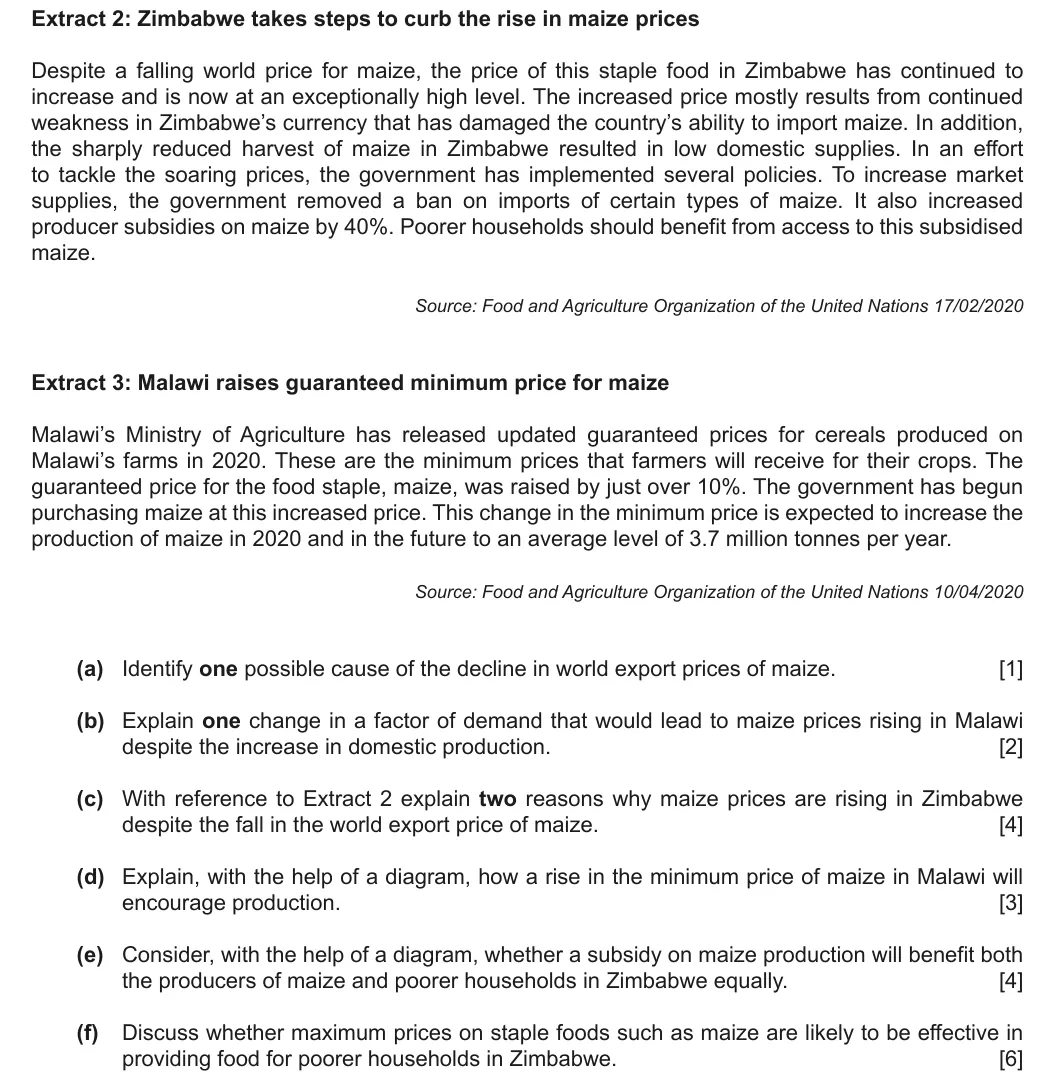 Extract 2: Zimbabwe takes steps to curb the rise in maize prices
Despite a falling world price for maize, the price of this staple food in Zimbabwe has continued to
increase and is now at an exceptionally high level. The increased price mostly results from continued
weakness in Zimbabwe's currency that has damaged the country's ability to import maize. In addition,
the sharply reduced harvest of maize in Zimbabwe resulted in low domestic supplies. In an effort
to tackle the soaring prices, the government has implemented several policies. To increase market
supplies, the government removed a ban on imports of certain types of maize. It also increased
producer subsidies on maize by 40%. Poorer households should benefit from access to this subsidised
maize.
Source: Food and Agriculture Organization of the United Nations 17/02/2020
Extract 3: Malawi raises guaranteed minimum price for maize
Malawi's Ministry of Agriculture has released updated guaranteed prices for cereals produced on
Malawi's farms in 2020. These are the minimum prices that farmers will receive for their crops. The
guaranteed price for the food staple, maize, was raised by just over 10%. The government has begun
purchasing maize at this increased price. This change in the minimum price is expected to increase the
production of maize in 2020 and in the future to an average level of 3.7 million tonnes per year.
Source: Food and Agriculture Organization of the United Nations 10/04/2020
(a) Identify one possible cause of the decline in world export prices of maize. [1]
(b) Explain one change in a factor of demand that would lead to maize prices rising in Malawi
despite the increase in domestic production. [2]
(c) With reference to Extract 2 explain two reasons why maize prices are rising in Zimbabwe
despite the fall in the world export price of maize. [4]
(d) Explain, with the help of a diagram, how a rise in the minimum price of maize in Malawi will
encourage production. [3]
(e) Consider, with the help of a diagram, whether a subsidy on maize production will benefit both
the producers of maize and poorer households in Zimbabwe equally. [4]
(f) Discuss whether maximum prices on staple foods such as maize are likely to be effective in
providing food for poorer households in Zimbabwe. [6]